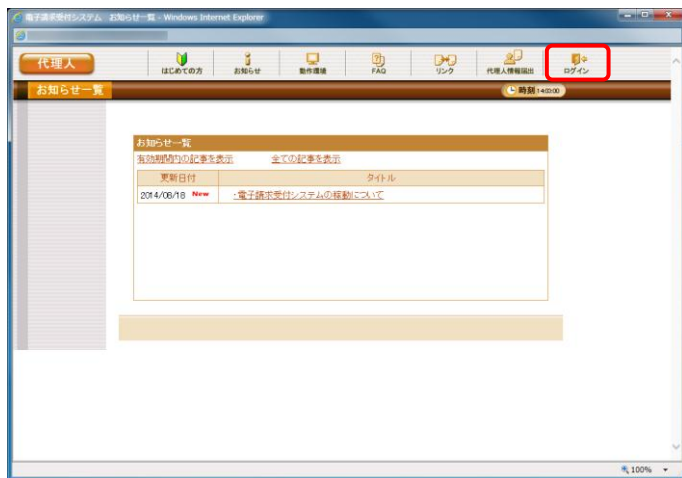 電子請求受付システム お知らせ一覧 - Windows Internet Explorer
代理人
はじめての方 お知らせ 動作環境 FAQ リンク 代理人情報届出 ログイン
お知らせ一覧 時刻 14:00:00
お知らせ一覧
有効期間内の記事を表示 全ての記事を表示
更新日付 タイトル
2014/08/18 New ・電子請求受付システムの稼動について
100%